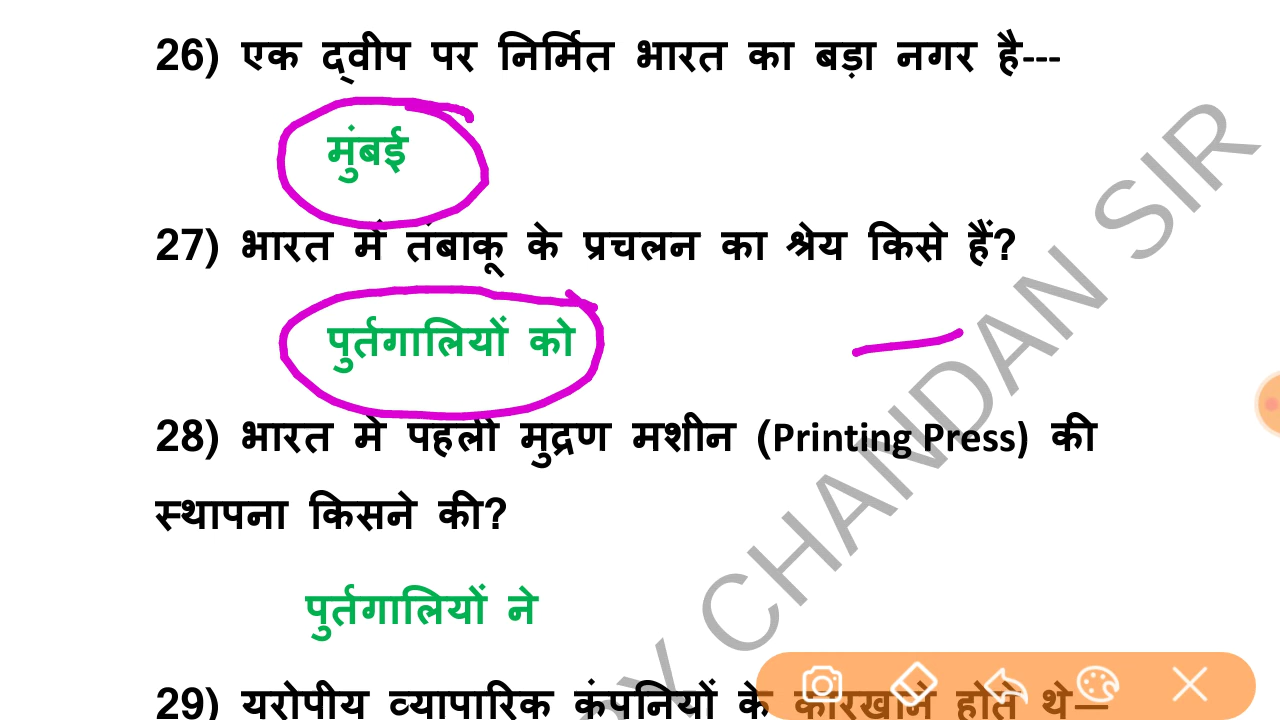 26) एक द्वीप पर निर्मित भारत का बड़ा नगर है---
मुंबई
27) भारत में तंबाकू के प्रचलन का श्रेय किसे हैं?
पुर्तगालियों को
28) भारत में पहली मुद्रण मशीन (Printing Press) की
स्थापना किसने की?
पुर्तगालियों ने
29) यूरोपीय व्यापारिक कंपनियों के कारखाने होते थे—
CHANDAN SIR